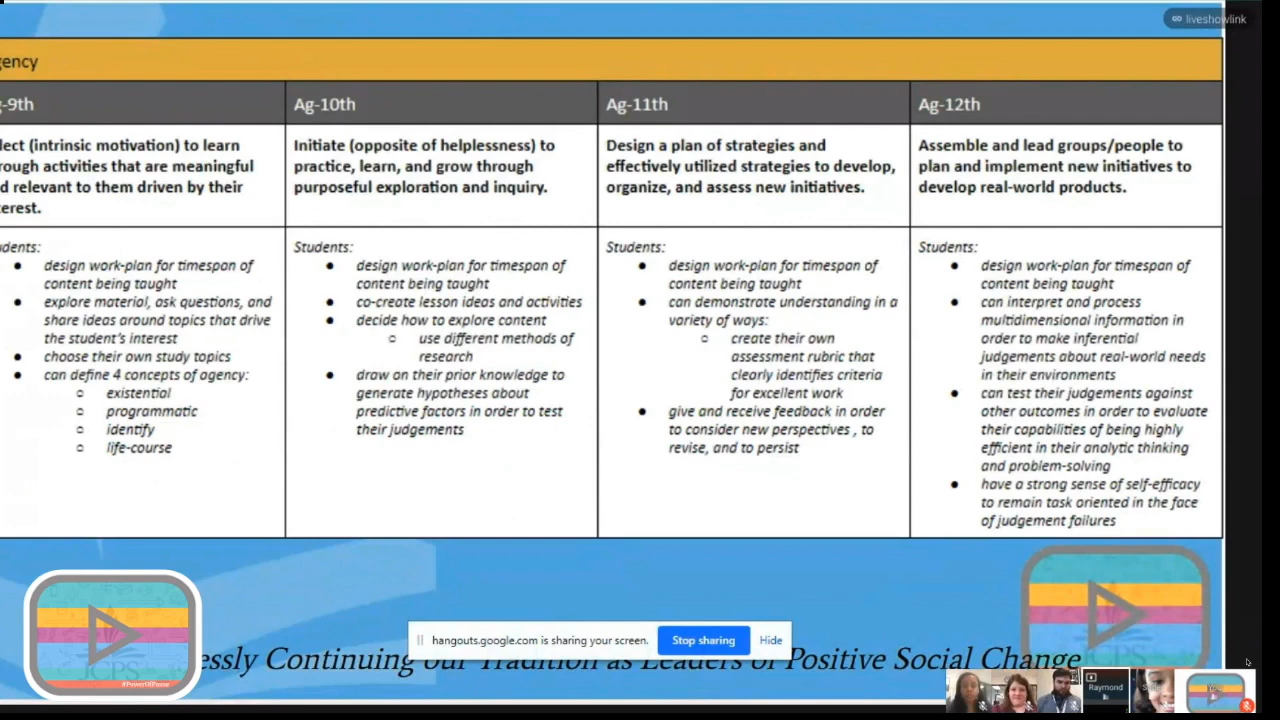 liveshowlink
gency
-9th
Ag-10th
Ag-11th
Ag-12th
lect (intrinsic motivation) to learn
rough activities that are meaningful
d relevant to them driven by their
terest.
Initiate (opposite of helplessness) to
practice, learn, and grow through
purposeful exploration and inquiry.
Design a plan of strategies and
effectively utilized strategies to develop,
organize, and assess new initiatives.
Assemble and lead groups/people to
plan and implement new initiatives to
develop real-world products.
udents:
● design work-plan for timespan of
content being taught
● explore material, ask questions, and
share ideas around topics that drive
the student's interest
● choose their own study topics
● can define 4 concepts of agency:
○ existential
○ programmatic
○ identify
○ life-course
Students:
● design work-plan for timespan of
content being taught
● co-create lesson ideas and activities
● decide how to explore content
○ use different methods of
research
● draw on their prior knowledge to
generate hypotheses about
predictive factors in order to test
their judgements
Students:
● design work-plan for timespan of
content being taught
● can demonstrate understanding in a
variety of ways:
○ create their own
assessment rubric that
clearly identifies criteria
for excellent work
● give and receive feedback in order
to consider new perspectives , to
revise, and to persist
Students:
● design work-plan for timespan of
content being taught
● can interpret and process
multidimensional information in
order to make inferential
judgements about real-world needs
in their environments
● can test their judgements against
other outcomes in order to evaluate
their capabilities of being highly
efficient in their analytic thinking
and problem-solving
● have a strong sense of self-efficacy
to remain task oriented in the face
of judgement failures
hangouts.google.com is sharing your screen.
Stop sharing
Hide
essly Continuing our Tradition as Leaders of Positive Social Change
JCPS
JCPS
Raymond
You